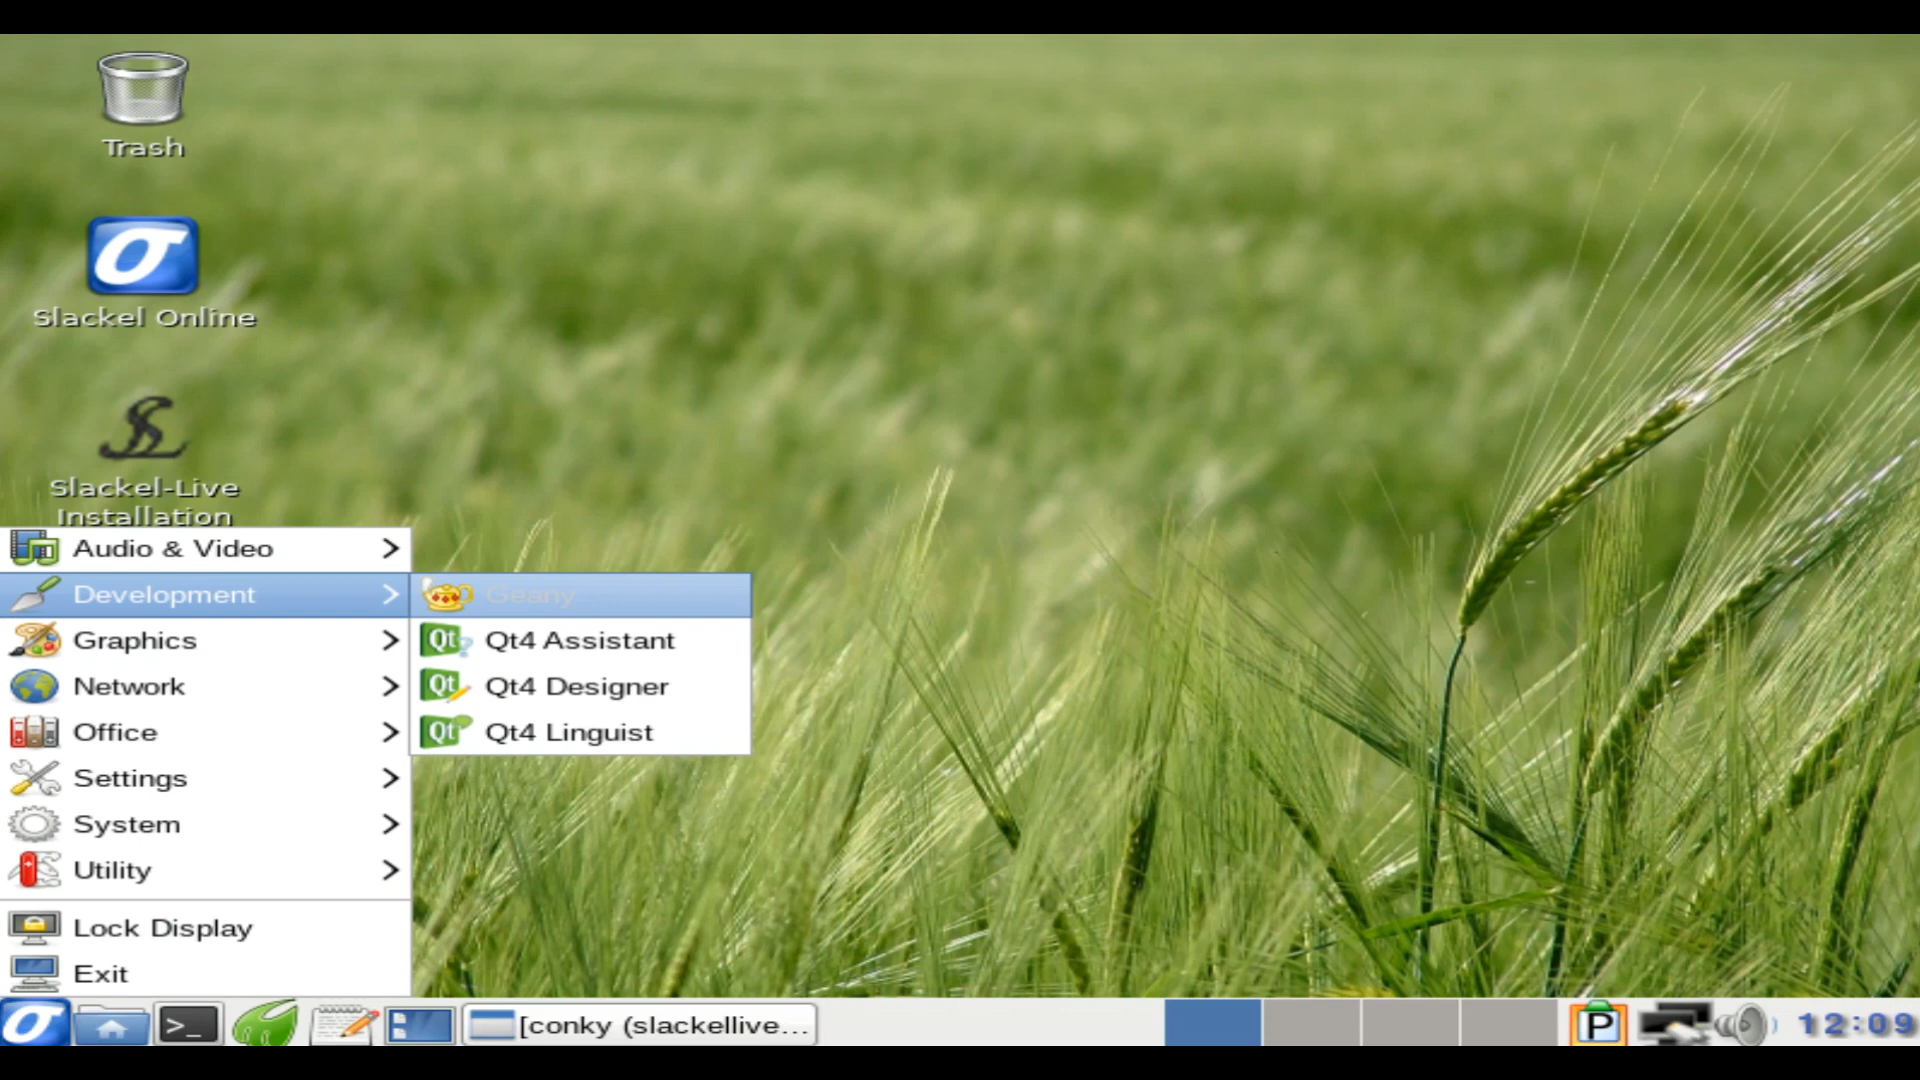 Trash
Slackel Online
Slackel-Live
Installation
Audio & Video
Development
Geany
Graphics
Qt4 Assistant
Network
Qt4 Designer
Office
Qt4 Linguist
Settings
System
Utility
Lock Display
Exit
>_
[conky (slackellive...
P
12:09